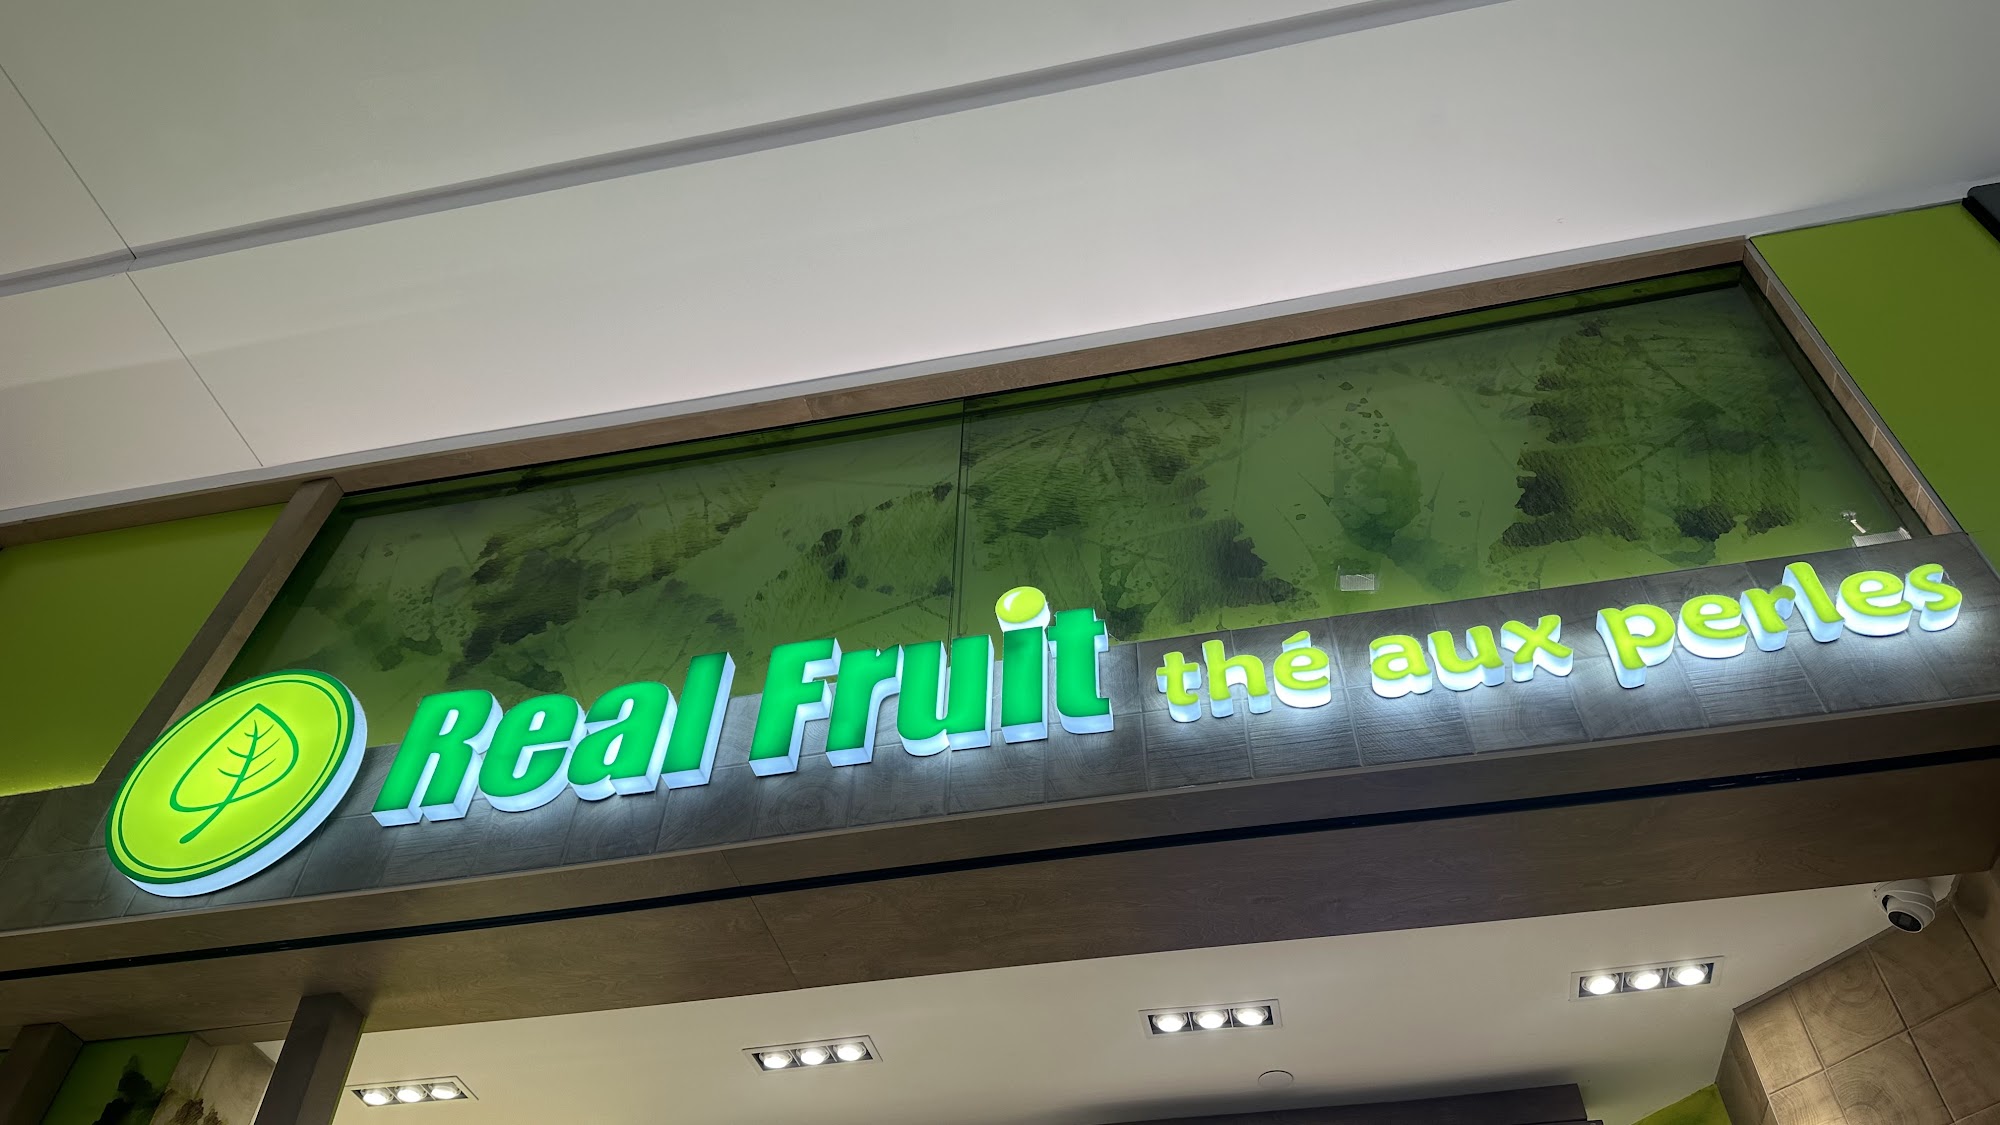 Real Fruit thé aux perles